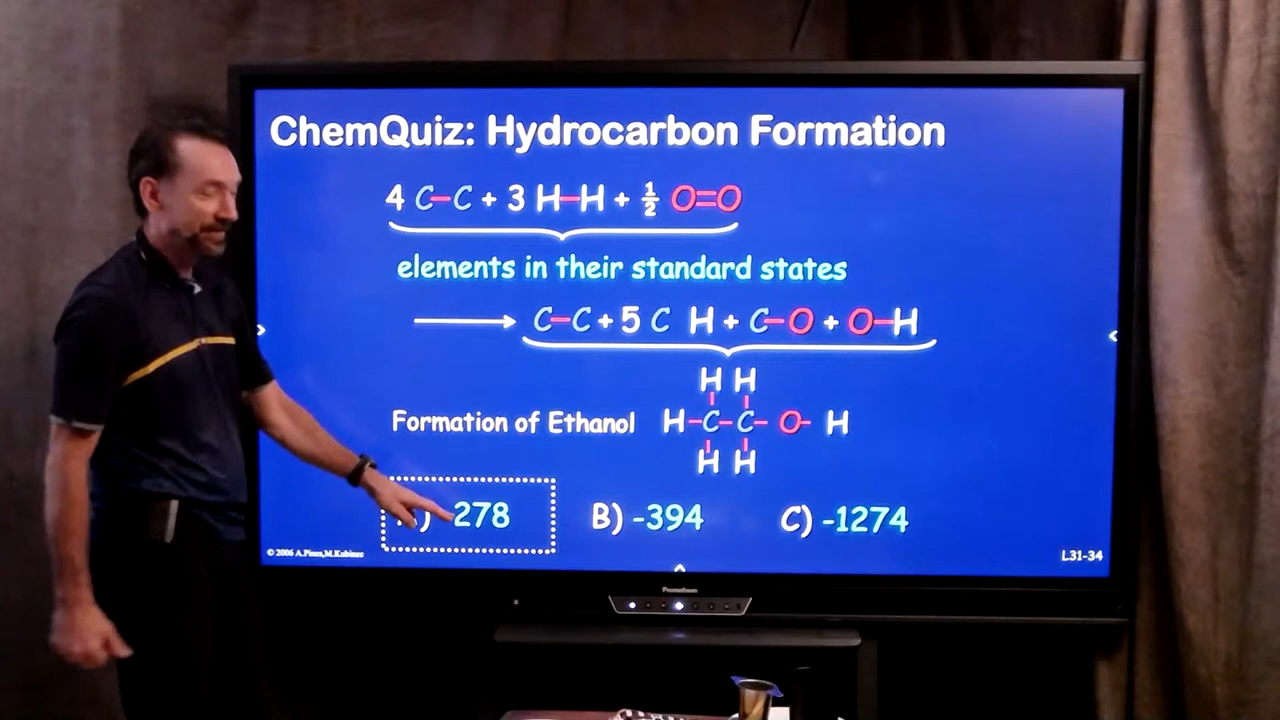 ChemQuiz: Hydrocarbon Formation
4 C–C + 3 H–H + ½ O=O
elements in their standard states
C–C + 5 C H + C–O + O–H
H H
Formation of Ethanol H–C–C– O– H
H H
) -278 B) -394 C) -1274
© 2006 A.Pines,M.Kubinec L31-34
Promethean